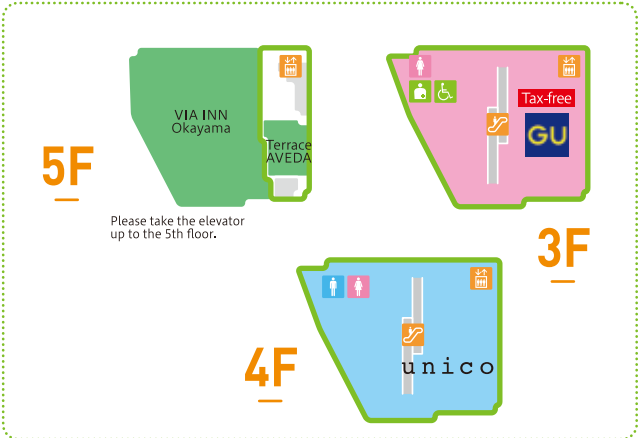 5F
VIA INN
Okayama
Terrace
AVEDA
Please take the elevator
up to the 5th floor.
3F
Tax-free
GU
4F
unico